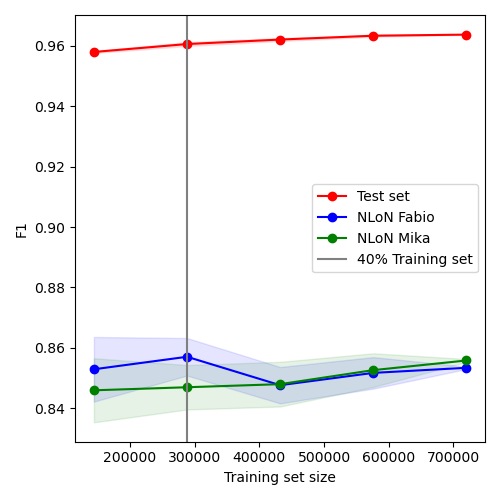 0.96
0.94
0.92
0.90
0.88
0.86
0.84
F1
Test set
NLoN Fabio
NLoN Mika
40% Training set
200000 300000 400000 500000 600000 700000
Training set size